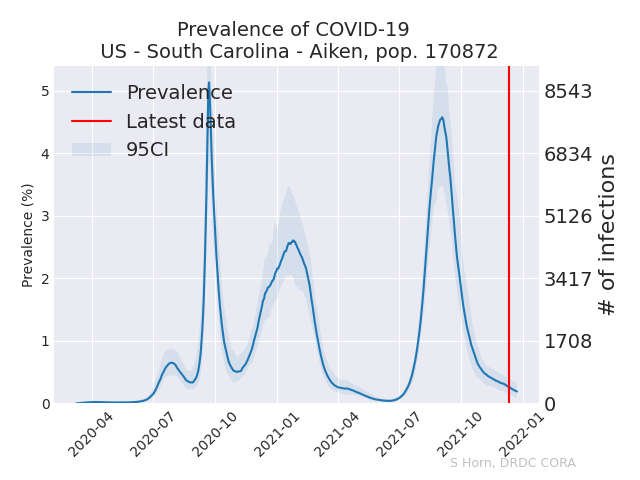 Prevalence of COVID-19
US - South Carolina - Aiken, pop. 170872
Prevalence
Latest data
95CI
Prevalence (%)
5
4
3
2
1
0
8543
6834
5126
3417
1708
0
# of infections
2020-04
2020-07
2020-10
2021-01
2021-04
2021-07
2021-10
2022-01
S Horn, DRDC CORA